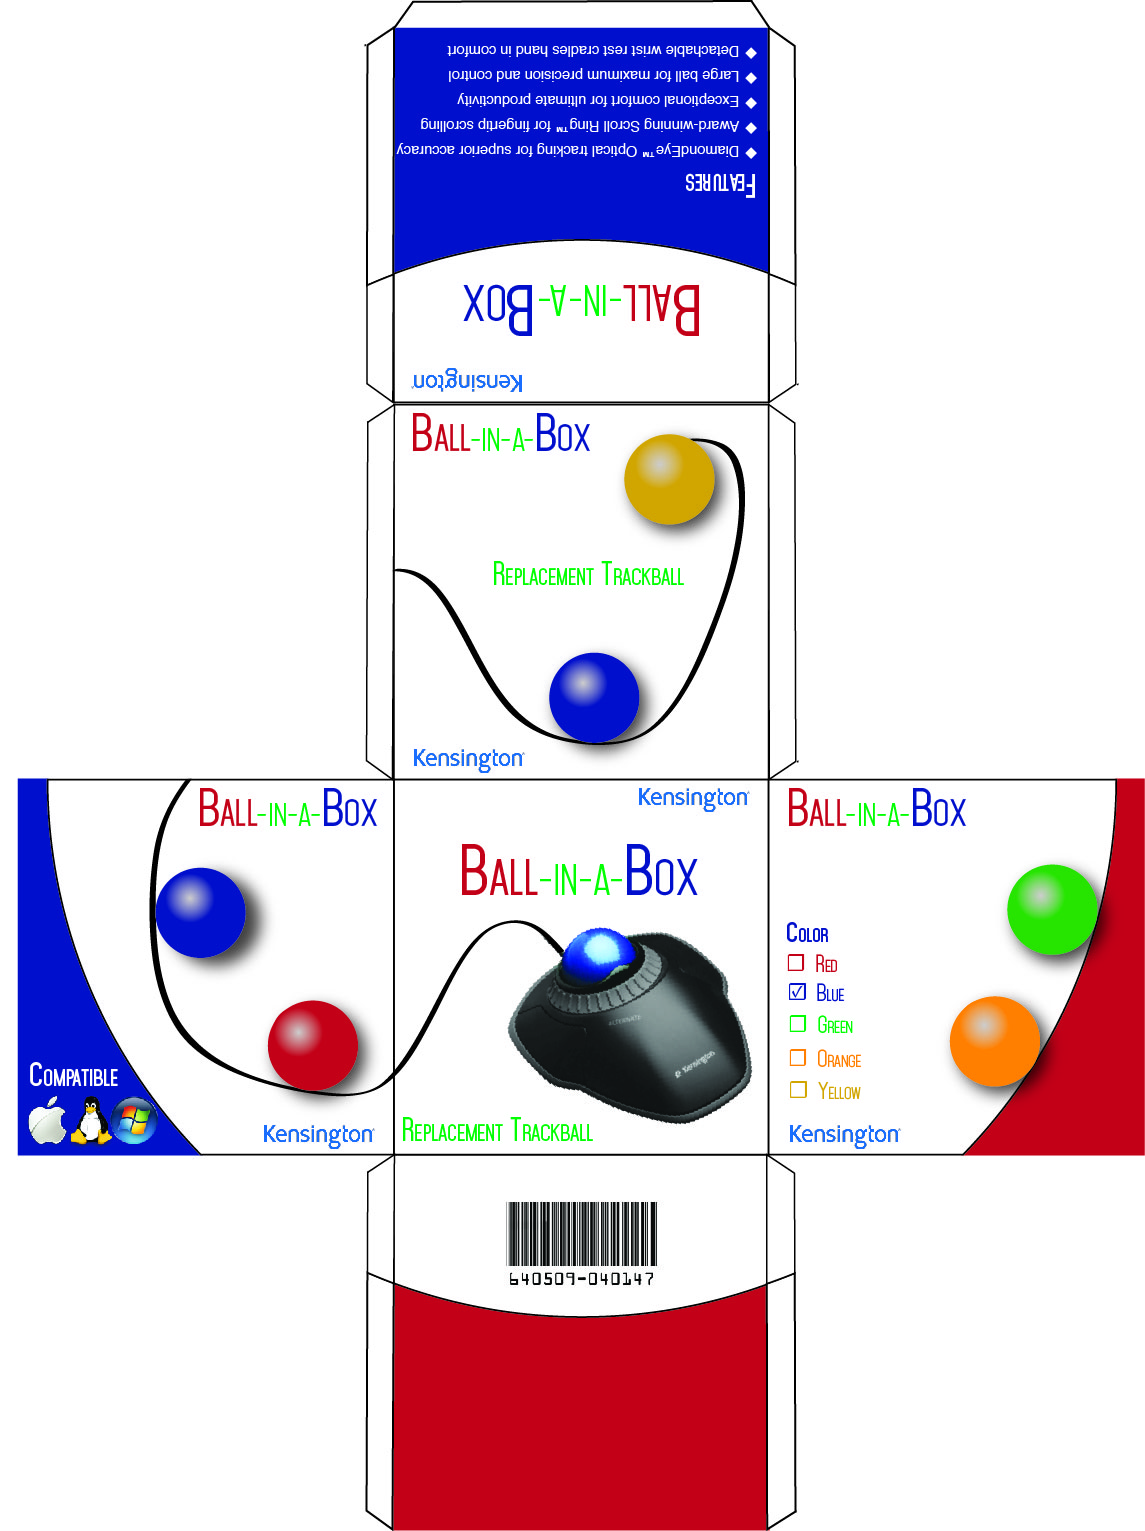 Detachable wrist rest cradles hand in comfort
Large ball for maximum precision and control
Exceptional comfort for ultimate productivity
Award-winning Scroll Ring™ for fingertip scrolling
DiamondEye™ Optical tracking for superior accuracy
FEATURES
BALL-IN-A-BOX
Kensington
BALL-IN-A-BOX
REPLACEMENT TRACKBALL
Kensington
BALL-IN-A-BOX
COMPATIBLE
Kensington
Kensington
BALL-IN-A-BOX
ALTERNATE
Kensington
REPLACEMENT TRACKBALL
BALL-IN-A-BOX
COLOR
RED
BLUE
GREEN
ORANGE
YELLOW
Kensington
640509-040147